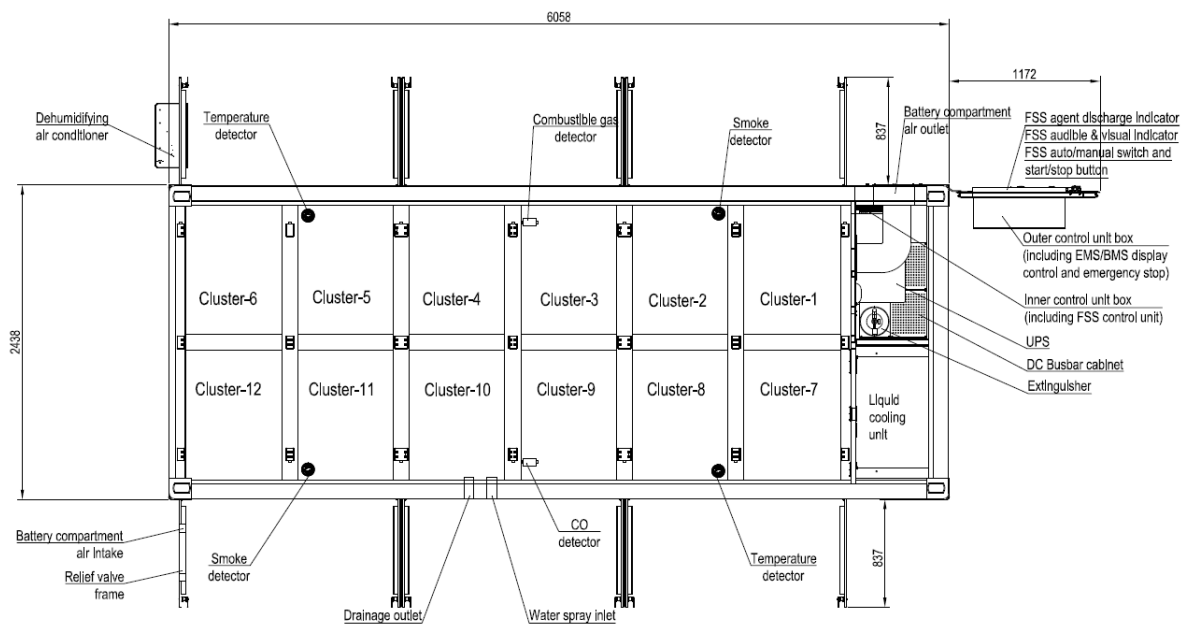 6058
1172
Dehumidifying
air conditioner
Temperature
detector
Combustible gas
detector
Smoke
detector
Battery compartment
air outlet
837
FSS agent discharge indicator
FSS audible & visual indicator
FSS auto/manual switch and
start/stop button
Outer control unit box
(including EMS/BMS display
control and emergency stop)
Inner control unit box
(including FSS control unit)
UPS
DC Busbar cabinet
Extinguisher
2438
Cluster-6
Cluster-5
Cluster-4
Cluster-3
Cluster-2
Cluster-1
Cluster-12
Cluster-11
Cluster-10
Cluster-9
Cluster-8
Cluster-7
Liquid
cooling
unit
Battery compartment
air intake
Relief valve
frame
Smoke
detector
Drainage outlet
Water spray inlet
CO
detector
Temperature
detector
837